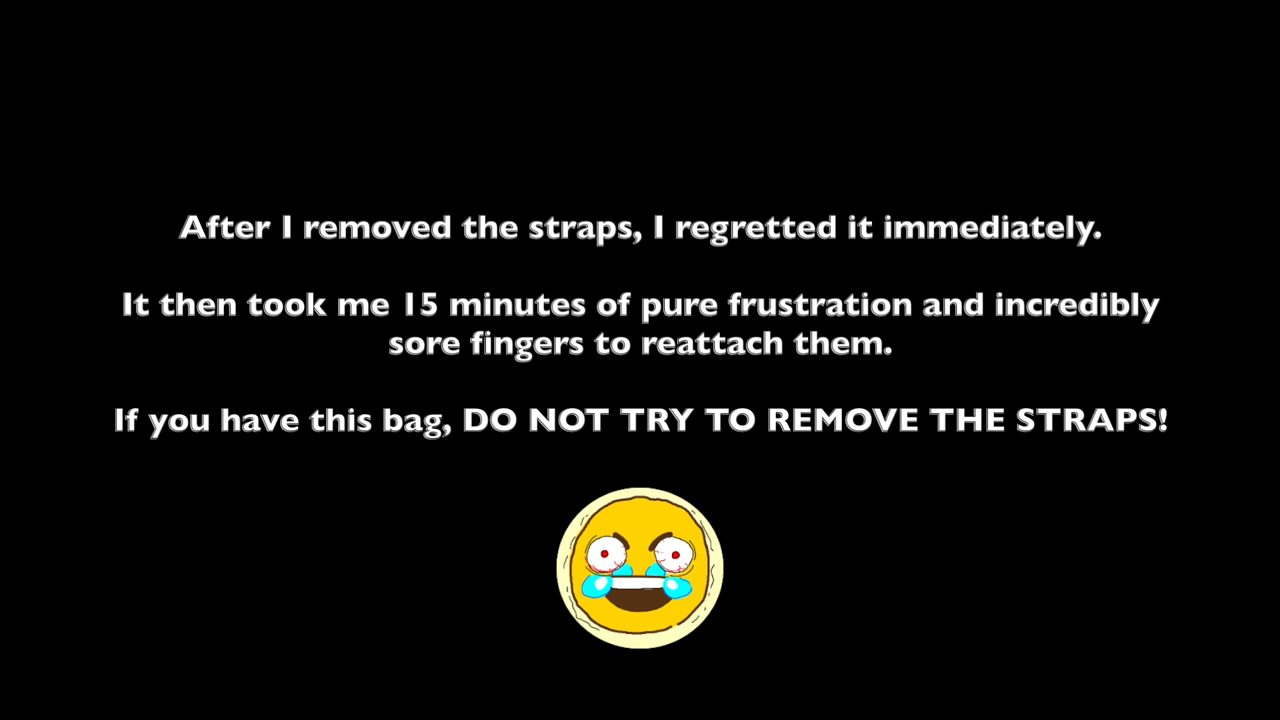 After I removed the straps, I regretted it immediately.
It then took me 15 minutes of pure frustration and incredibly
sore fingers to reattach them.
If you have this bag, DO NOT TRY TO REMOVE THE STRAPS!